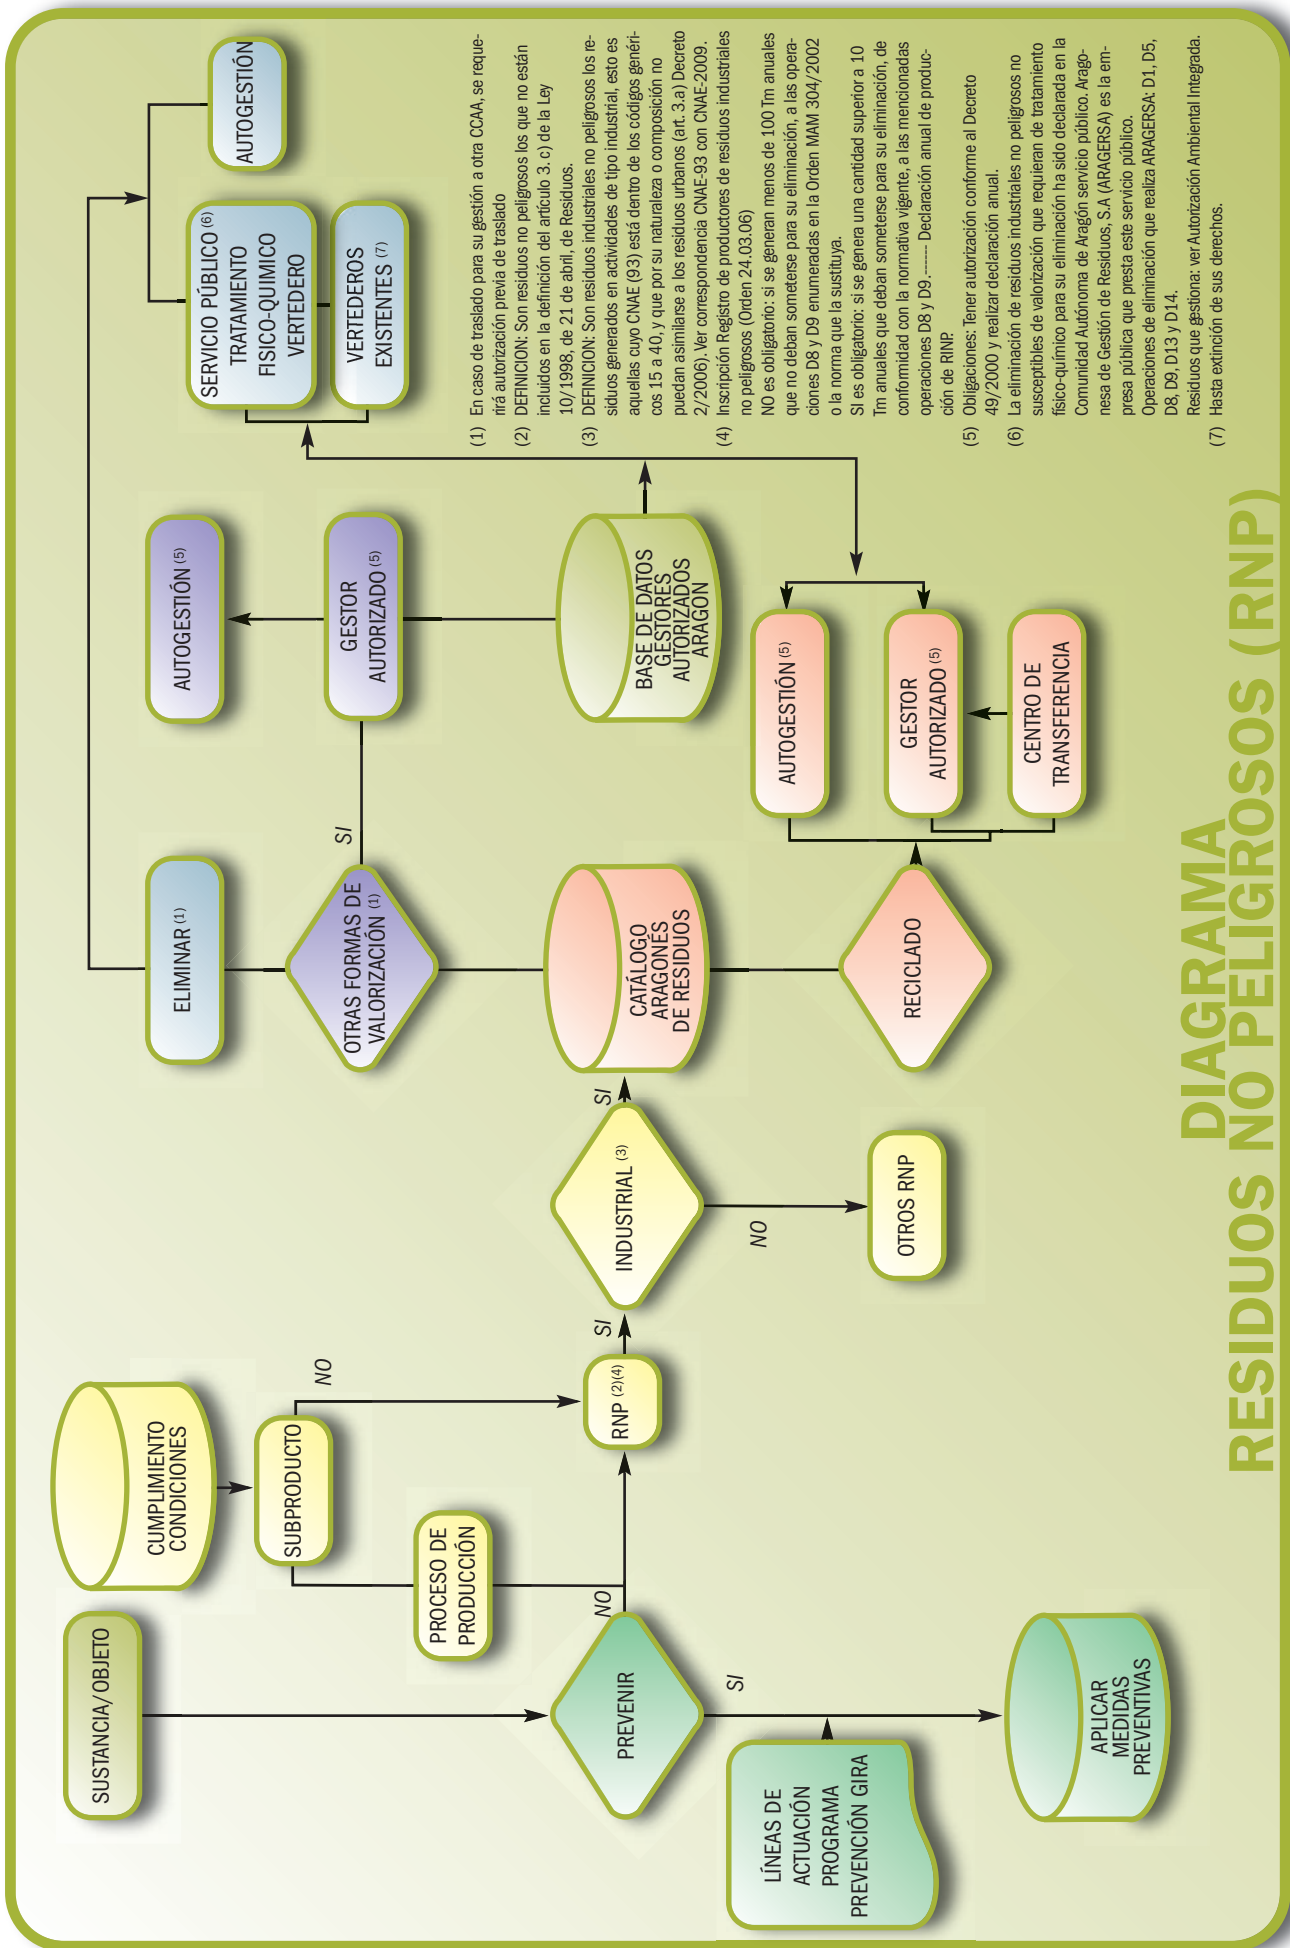 SUSTANCIA/OBJETO
CUMPLIMIENTO
CONDICIONES
SUBPRODUCTO
NO
PROCESO DE
PRODUCCIÓN
NO
PREVENIR
SI
LÍNEAS DE
ACTUACIÓN
PROGRAMA
PREVENCIÓN GIRA
APLICAR
MEDIDAS
PREVENTIVAS
RNP (2)(4)
SI
INDUSTRIAL (3)
NO
OTROS RNP
SI
CATÁLOGO
ARAGONÉS
DE RESIDUOS
ELIMINAR (1)
OTRAS FORMAS DE
VALORIZACIÓN (1)
SI
RECICLADO
AUTOGESTIÓN (5)
GESTOR
AUTORIZADO (5)
BASE DE DATOS
GESTORES
AUTORIZADOS
ARAGON
AUTOGESTIÓN (5)
GESTOR
AUTORIZADO (5)
CENTRO DE
TRANSFERENCIA
AUTOGESTIÓN
SERVICIO PÚBLICO (6)
TRATAMIENTO
FISICO-QUIMICO
VERTEDERO
VERTEDEROS
EXISTENTES (7)
(1) En caso de traslado para su gestión a otra CCAA, se reque-
rirá autorización previa de traslado
(2) DEFINICION: Son residuos no peligrosos los que no están
incluidos en la definición del artículo 3. c) de la Ley
10/1998, de 21 de abril, de Residuos.
(3) DEFINICION: Son residuos industriales no peligrosos los re-
siduos generados en actividades de tipo industrial, esto es
aquellas cuyo CNAE (93) está dentro de los códigos genéri-
cos 15 a 40, y que por su naturaleza o composición no
puedan asimilarse a los residuos urbanos (art. 3.a) Decreto
2/2006). Ver correspondencia CNAE-93 con CNAE-2009.
(4) Inscripción Registro de productores de residuos industriales
no peligrosos (Orden 24.03.06)
NO es obligatorio: si se generan menos de 100 Tm anuales
que no deban someterse para su eliminación, a las opera-
ciones D8 y D9 enumeradas en la Orden MAM 304/2002
o la norma que la sustituya.
SI es obligatorio: si se genera una cantidad superior a 10
Tm anuales que deban someterse para su eliminación, de
conformidad con la normativa vigente, a las mencionadas
operaciones D8 y D9.------ Declaración anual de produc-
ción de RINP.
(5) Obligaciones: Tener autorización conforme al Decreto
49/2000 y realizar declaración anual.
(6) La eliminación de residuos industriales no peligrosos no
susceptibles de valorización que requieran de tratamiento
físico-químico para su eliminación ha sido declarada en la
Comunidad Autónoma de Aragón servicio público. Arago-
nesa de Gestión de Residuos, S.A (ARAGERSA) es la em-
presa pública que presta este servicio público.
Operaciones de eliminación que realiza ARAGERSA: D1, D5,
D8, D9, D13 y D14.
Residuos que gestiona: ver Autorización Ambiental Integrada.
(7) Hasta extinción de sus derechos.
DIAGRAMA
RESIDUOS NO PELIGROSOS (RNP)